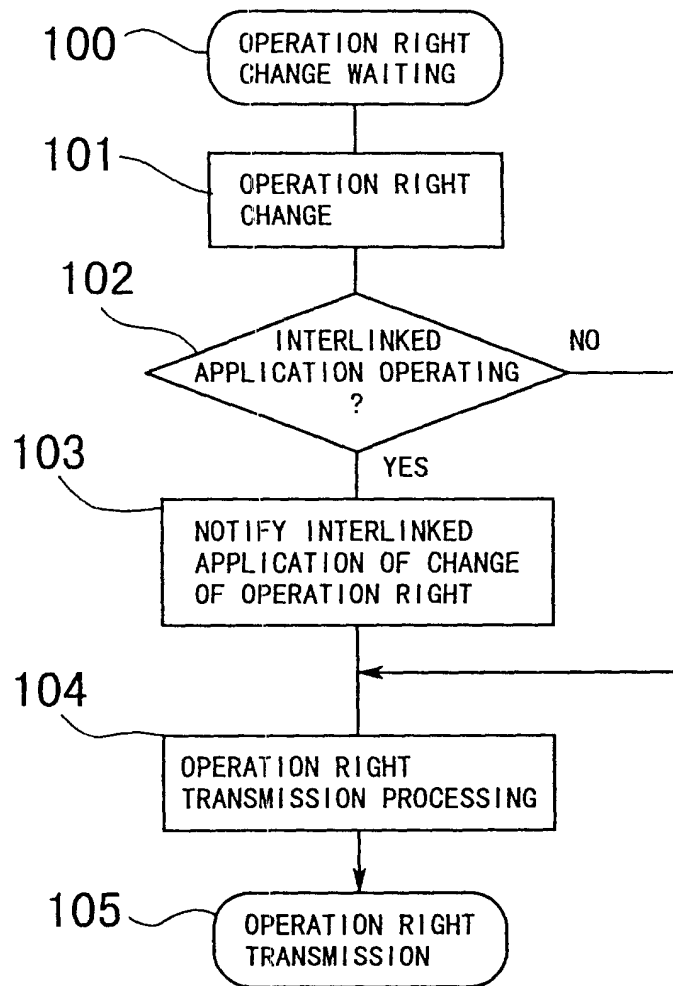 100
OPERATION RIGHT
CHANGE WAITING
101
OPERATION RIGHT
CHANGE
102
INTERLINKED
APPLICATION OPERATING
?
NO
YES
103
NOTIFY INTERLINKED
APPLICATION OF CHANGE
OF OPERATION RIGHT
104
OPERATION RIGHT
TRANSMISSION PROCESSING
105
OPERATION RIGHT
TRANSMISSION